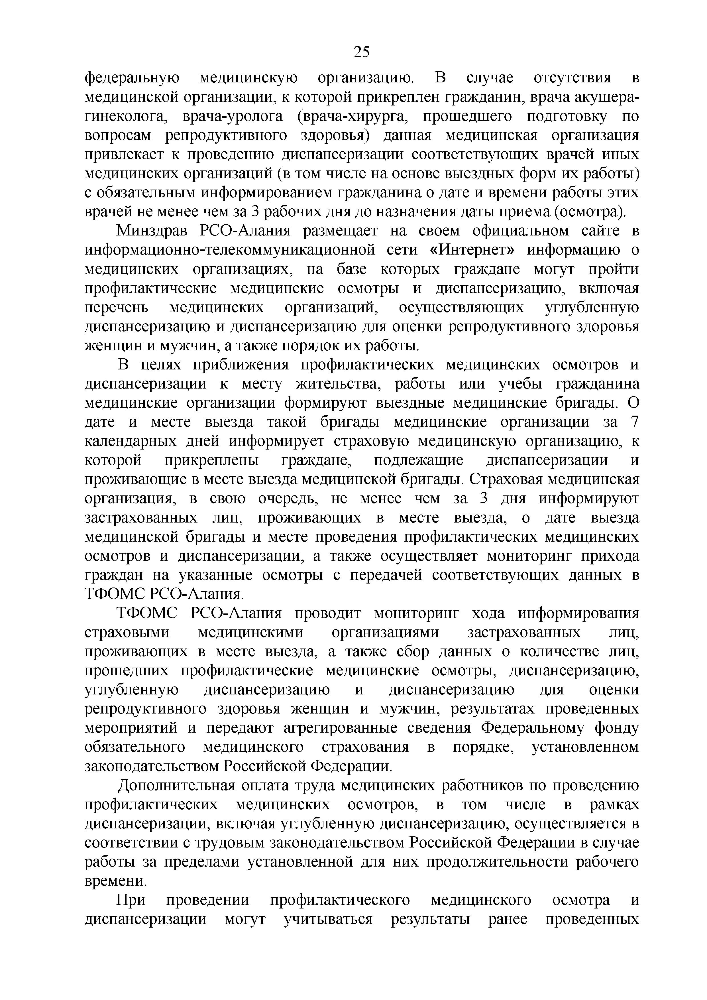 25
федеральную медицинскую организацию. В случае отсутствия в
медицинской организации, к которой прикреплен гражданин, врача акушера-
гинеколога, врача-уролога (врача-хирурга, прошедшего подготовку по
вопросам репродуктивного здоровья) данная медицинская организация
привлекает к проведению диспансеризации соответствующих врачей иных
медицинских организаций (в том числе на основе выездных форм их работы)
с обязательным информированием гражданина о дате и времени работы этих
врачей не менее чем за 3 рабочих дня до назначения даты приема (осмотра).
Минздрав РСО-Алания размещает на своем официальном сайте в
информационно-телекоммуникационной сети «Интернет» информацию о
медицинских организациях, на базе которых граждане могут пройти
профилактические медицинские осмотры и диспансеризацию, включая
перечень медицинских организаций, осуществляющих углубленную
диспансеризацию и диспансеризацию для оценки репродуктивного здоровья
женщин и мужчин, а также порядок их работы.
В целях приближения профилактических медицинских осмотров и
диспансеризации к месту жительства, работы или учебы гражданина
медицинские организации формируют выездные медицинские бригады. О
дате и месте выезда такой бригады медицинские организации за 7
календарных дней информирует страховую медицинскую организацию, к
которой прикреплены граждане, подлежащие диспансеризации и
проживающие в месте выезда медицинской бригады. Страховая медицинская
организация, в свою очередь, не менее чем за 3 дня информируют
застрахованных лиц, проживающих в месте выезда, о дате выезда
медицинской бригады и месте проведения профилактических медицинских
осмотров и диспансеризации, а также осуществляет мониторинг прихода
граждан на указанные осмотры с передачей соответствующих данных в
ТФОМС РСО-Алания.
ТФОМС РСО-Алания проводит мониторинг хода информирования
страховыми медицинскими организациями застрахованных лиц,
проживающих в месте выезда, а также сбор данных о количестве лиц,
прошедших профилактические медицинские осмотры, диспансеризацию,
углубленную диспансеризацию и диспансеризацию для оценки
репродуктивного здоровья женщин и мужчин, результатах проведенных
мероприятий и передают агрегированные сведения Федеральному фонду
обязательного медицинского страхования в порядке, установленном
законодательством Российской Федерации.
Дополнительная оплата труда медицинских работников по проведению
профилактических медицинских осмотров, в том числе в рамках
диспансеризации, включая углубленную диспансеризацию, осуществляется в
соответствии с трудовым законодательством Российской Федерации в случае
работы за пределами установленной для них продолжительности рабочего
времени.
При проведении профилактического медицинского осмотра и
диспансеризации могут учитываться результаты ранее проведенных